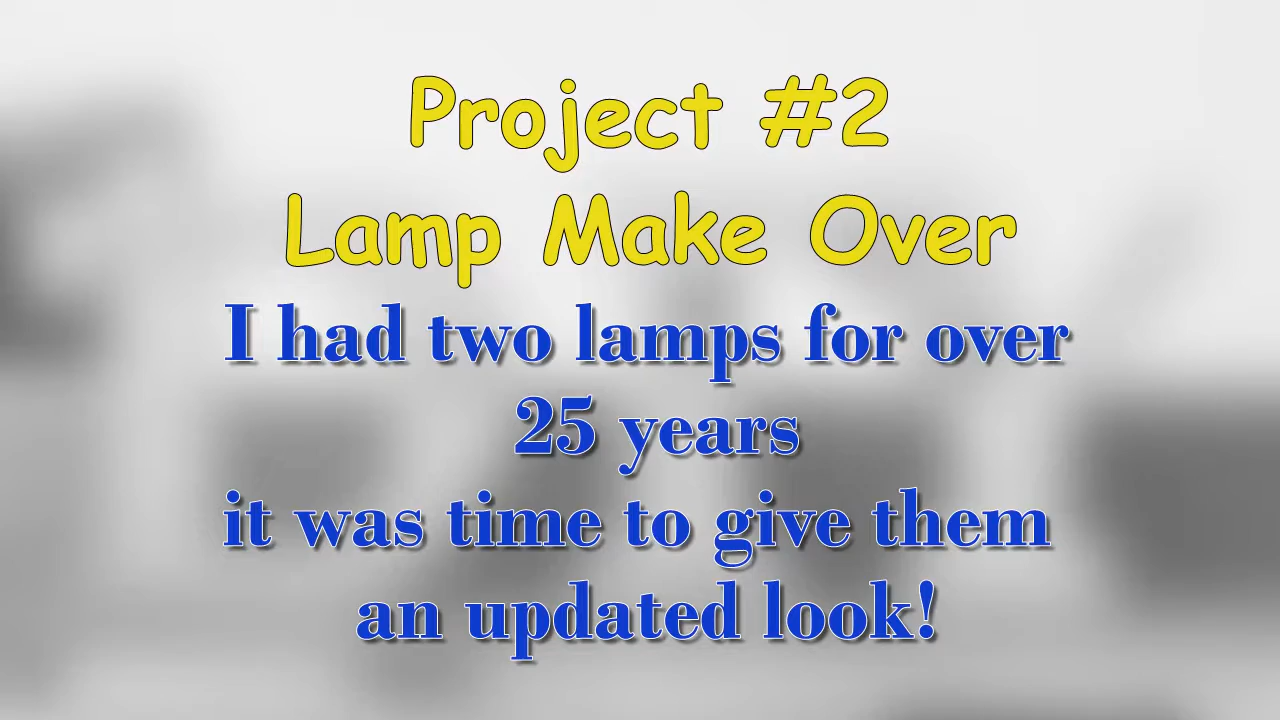 Project #2
Lamp Make Over
I had two lamps for over
25 years
it was time to give them
an updated look!